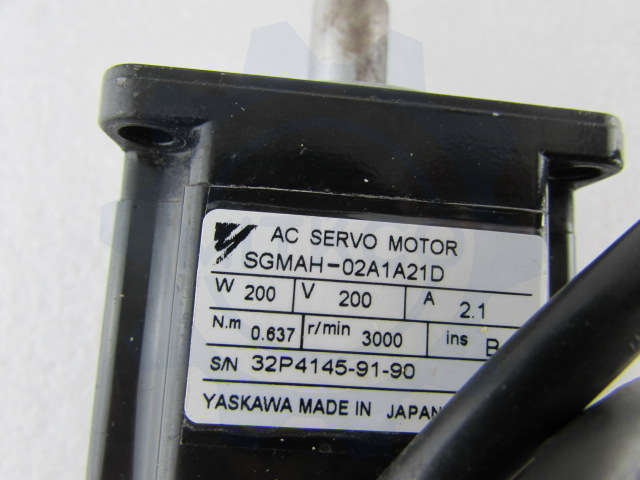 AC SERVO MOTOR
SGMAH-02A1A21D
W 200 V 200 A 2.1
N.m 0.637 r/min 3000 ins B
S/N 32P4145-91-90
YASKAWA MADE IN JAPAN